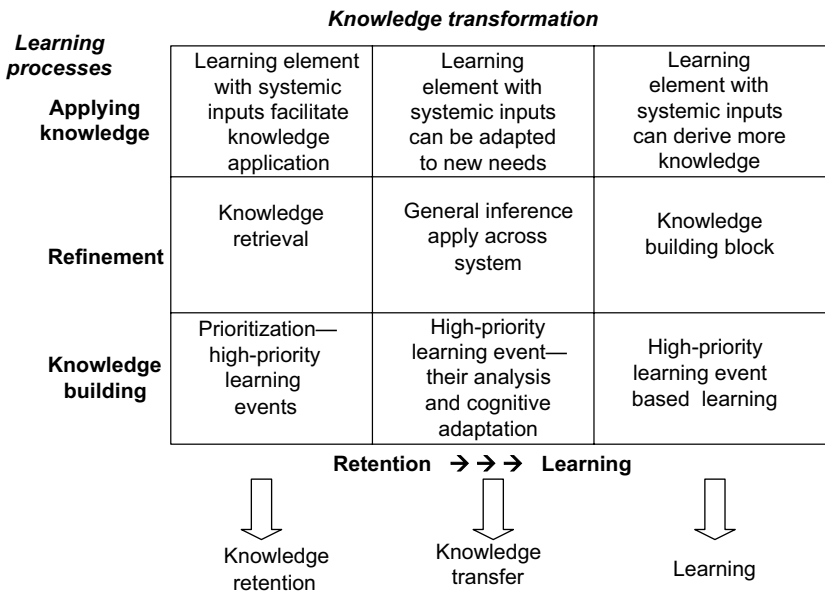 Knowledge transformation
Learning
processes
Applying
knowledge
Learning element
with systemic
inputs facilitate
knowledge
application
Learning
element with
systemic inputs
can be adapted
to new needs
Learning
element with
systemic inputs
can derive more
knowledge
Refinement
Knowledge
retrieval
General inference
apply across
system
Knowledge
building block
Knowledge
building
Prioritization—
high-priority
learning
events
High-priority
learning event—
their analysis
and cognitive
adaptation
High-priority
learning event
based learning
Retention → → → Learning
Knowledge
retention
Knowledge
transfer
Learning